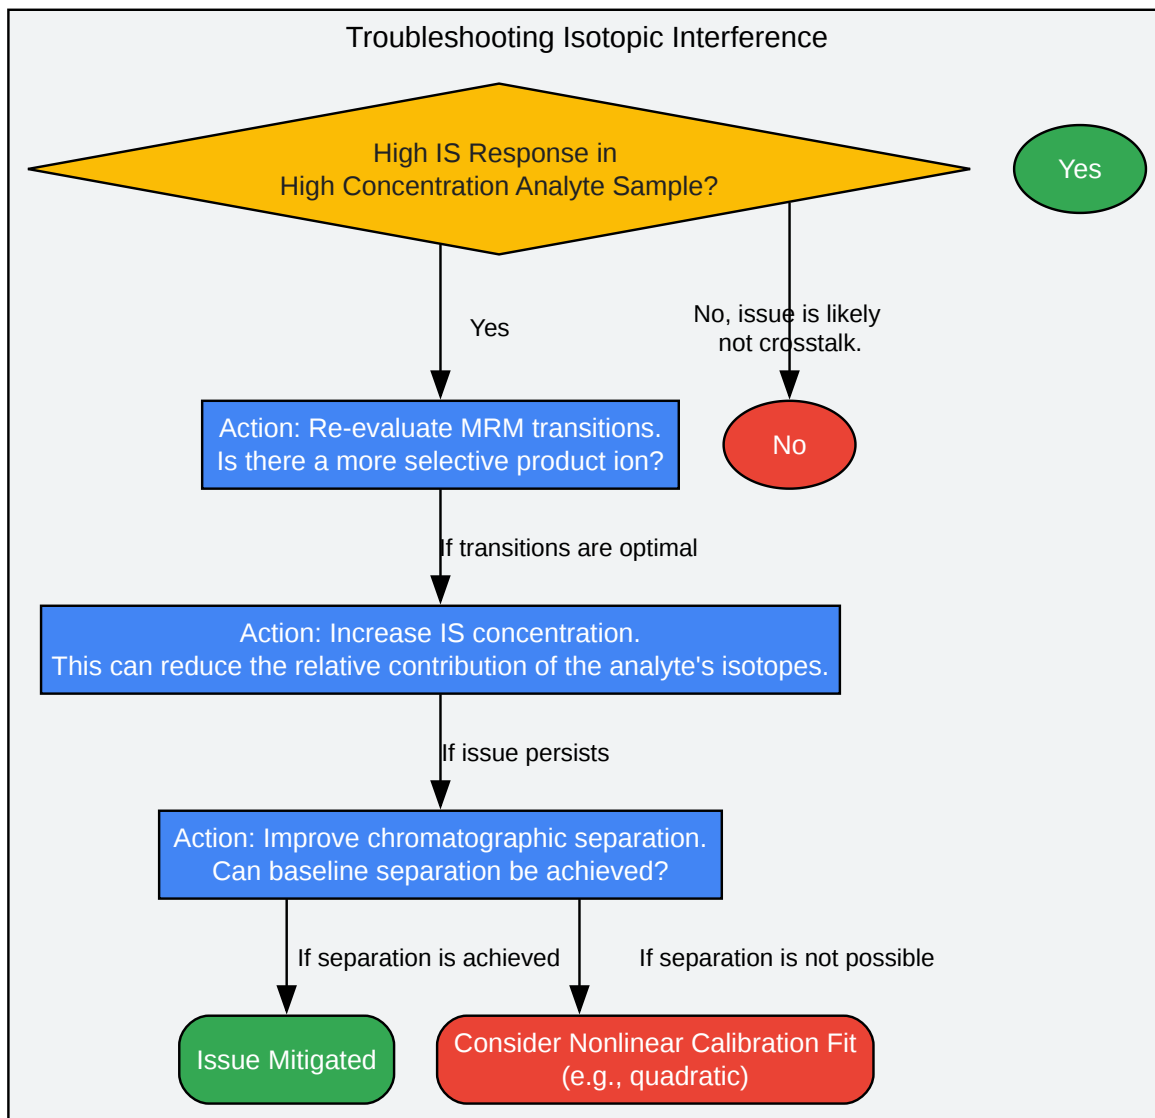 Troubleshooting Isotopic Interference
High IS Response in
High Concentration Analyte Sample?
Yes
Yes
No, issue is likely
not crosstalk.
Action: Re-evaluate MRM transitions.
Is there a more selective product ion?
No
If transitions are optimal
Action: Increase IS concentration.
This can reduce the relative contribution of the analyte's isotopes.
If issue persists
Action: Improve chromatographic separation.
Can baseline separation be achieved?
If separation is achieved
If separation is not possible
Issue Mitigated
Consider Nonlinear Calibration Fit
(e.g., quadratic)